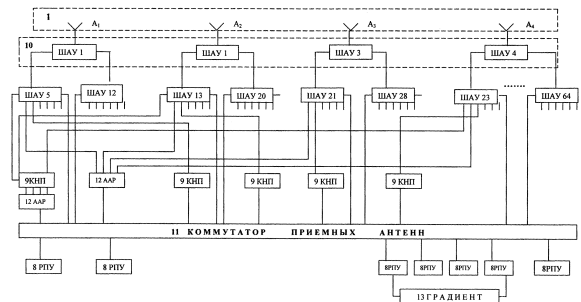 1
A1 A2 A3 A4
10
ШАУ 1 ШАУ 1 ШАУ 3 ШАУ 4
ШАУ 5 ШАУ 12 ШАУ 13 ШАУ 20 ШАУ 21 ШАУ 28 ШАУ 23 ........ ШАУ 64
9КНП 12 ААР 9 КНП 9 КНП 9 КНП 9 КНП
12 ААР
11 КОММУТАТОР ПРИЕМНЫХ АНТЕНН
8 РПУ 8 РПУ 8РПУ 8РПУ 8РПУ 8РПУ 8 РПУ
13 ГРАДИЕНТ